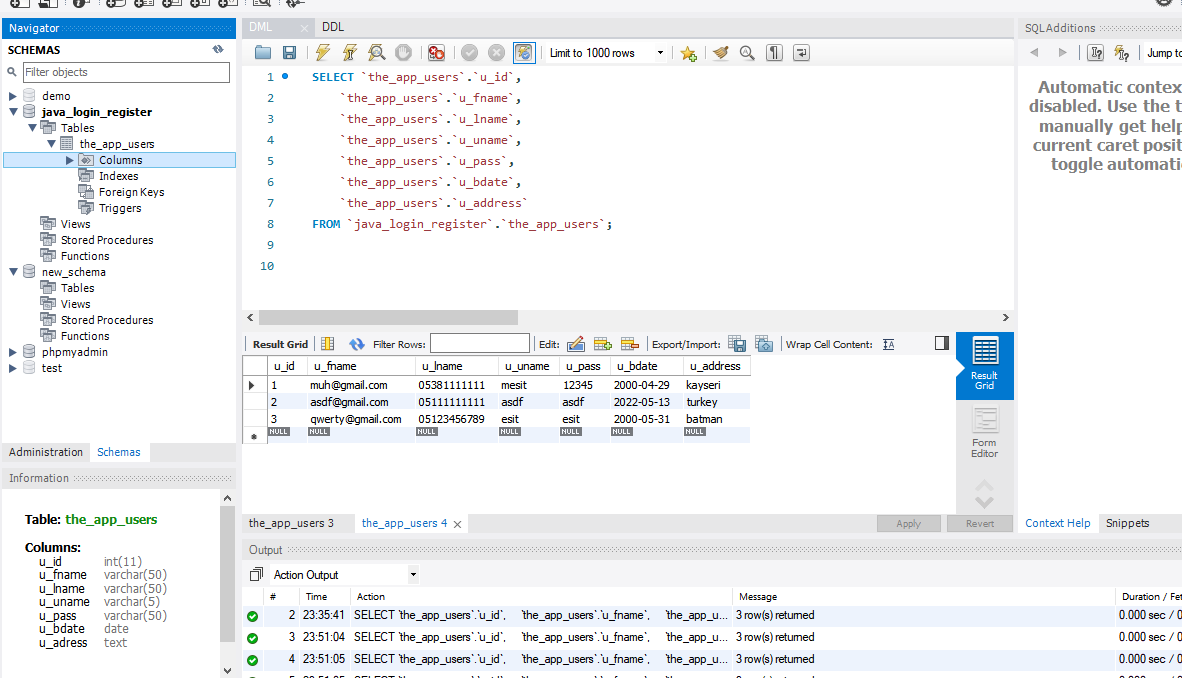 Navigator
SCHEMAS
Filter objects
demo
java_login_register
Tables
the_app_users
Columns
Indexes
Foreign Keys
Triggers
Views
Stored Procedures
Functions
new_schema
Tables
Views
Stored Procedures
Functions
phpmyadmin
test
Administration Schemas
Information
Table: the_app_users
Columns:
u_id int(11)
u_fname varchar(50)
u_lname varchar(50)
u_uname varchar(5)
u_pass varchar(50)
u_bdate date
u_adress text
DML DDL
Limit to 1000 rows
1 SELECT `the_app_users`.`u_id`,
2 `the_app_users`.`u_fname`,
3 `the_app_users`.`u_lname`,
4 `the_app_users`.`u_uname`,
5 `the_app_users`.`u_pass`,
6 `the_app_users`.`u_bdate`,
7 `the_app_users`.`u_address`
8 FROM `java_login_register`.`the_app_users`;
9
10
Result Grid Filter Rows: Edit: Export/Import: Wrap Cell Content:
u_id u_fname u_lname u_uname u_pass u_bdate u_address
1 muh@gmail.com 05381111111 mesit 12345 2000-04-29 kayseri
2 asdf@gmail.com 05111111111 asdf asdf 2022-05-13 turkey
3 qwerty@gmail.com 05123456789 esit esit 2000-05-31 batman
NULL NULL NULL NULL NULL NULL NULL
Result
Grid
Form
Editor
the_app_users 3 the_app_users 4 Apply Revert
Output
Action Output
# Time Action Message Duration / Fet
2 23:35:41 SELECT `the_app_users`.`u_id`, `the_app_users`.`u_fname`, `the_app_u... 3 row(s) returned 0.000 sec / 0
3 23:51:04 SELECT `the_app_users`.`u_id`, `the_app_users`.`u_fname`, `the_app_u... 3 row(s) returned 0.000 sec / 0
4 23:51:05 SELECT `the_app_users`.`u_id`, `the_app_users`.`u_fname`, `the_app_u... 3 row(s) returned 0.000 sec / 0
SQLAdditions
Jump to
Automatic contex
disabled. Use the t
manually get help
current caret posit
toggle automati
Context Help Snippets